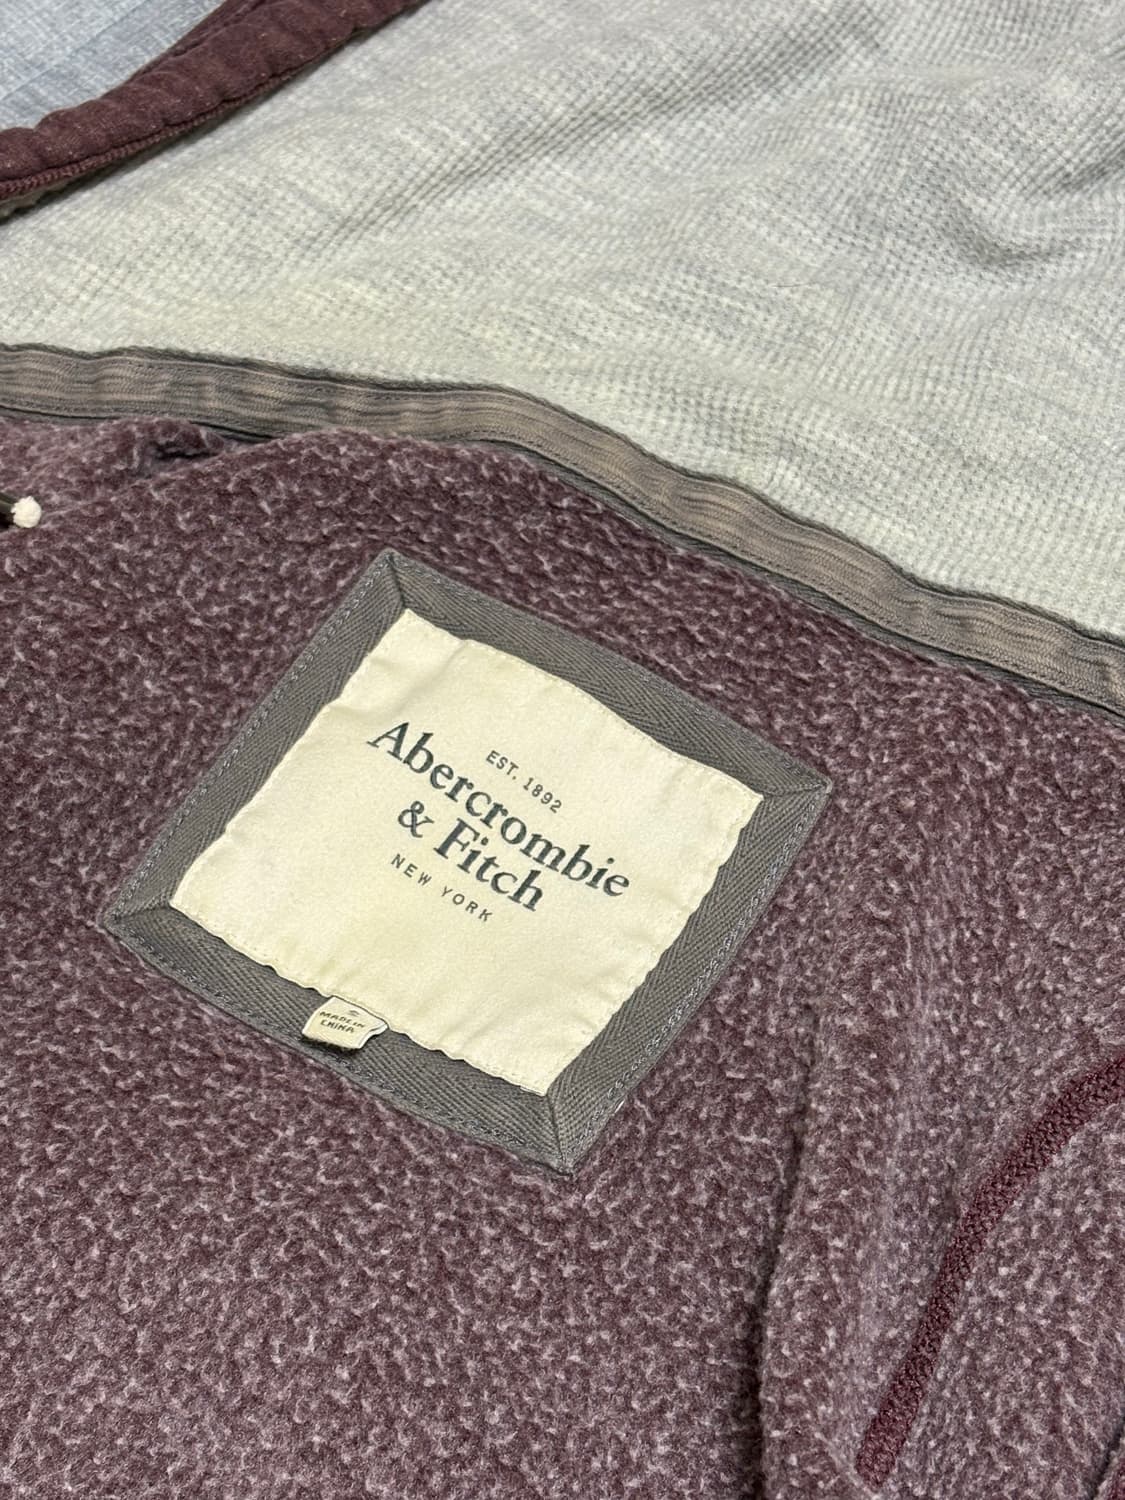 EST. 1892
Abercrombie
& Fitch
NEW YORK
MADE IN
CHINA